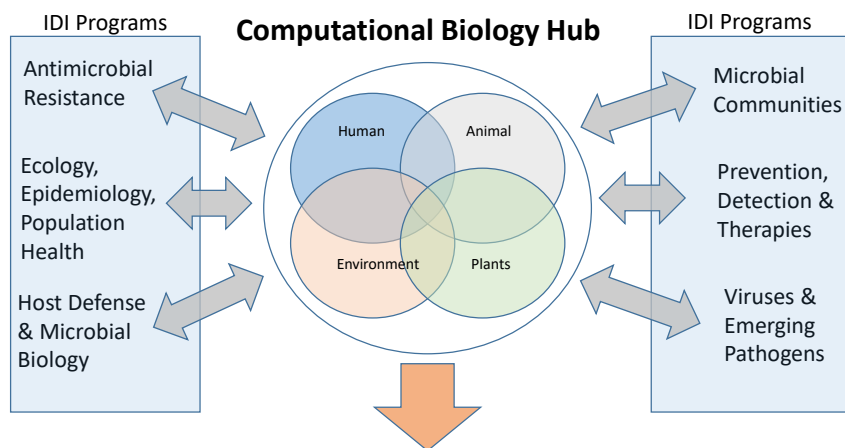 IDI Programs
Computational Biology Hub
IDI Programs
Antimicrobial
Resistance
Ecology,
Epidemiology,
Population
Health
Host Defense
& Microbial
Biology
Human
Animal
Environment
Plants
Microbial
Communities
Prevention,
Detection &
Therapies
Viruses &
Emerging
Pathogens